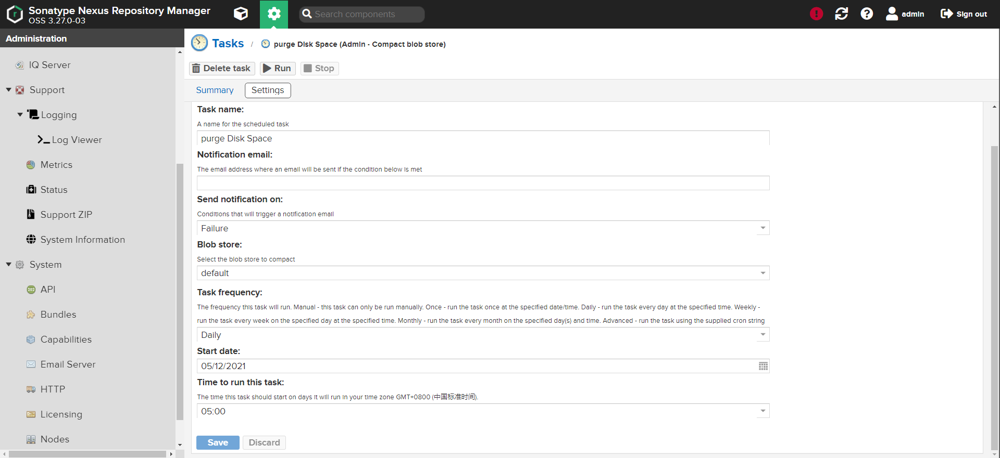 Sonatype Nexus Repository Manager
OSS 3.27.0-03
Search components
admin
Sign out
Administration
IQ Server
Support
Logging
Log Viewer
Metrics
Status
Support ZIP
System Information
System
API
Bundles
Capabilities
Email Server
HTTP
Licensing
Nodes
Tasks / purge Disk Space (Admin - Compact blob store)
Delete task
Run
Stop
Summary
Settings
Task name:
A name for the scheduled task
purge Disk Space
Notification email:
The email address where an email will be sent if the condition below is met
Send notification on:
Conditions that will trigger a notification email
Failure
Blob store:
Select the blob store to compact
default
Task frequency:
The frequency this task will run. Manual - this task can only be run manually. Once - run the task once at the specified date/time. Daily - run the task every day at the specified time. Weekly -
run the task every week on the specified day at the specified time. Monthly - run the task every month on the specified day(s) and time. Advanced - run the task using the supplied cron string
Daily
Start date:
05/12/2021
Time to run this task:
The time this task should start on days it will run in your time zone GMT+0800 (中国标准时间).
05:00
Save
Discard